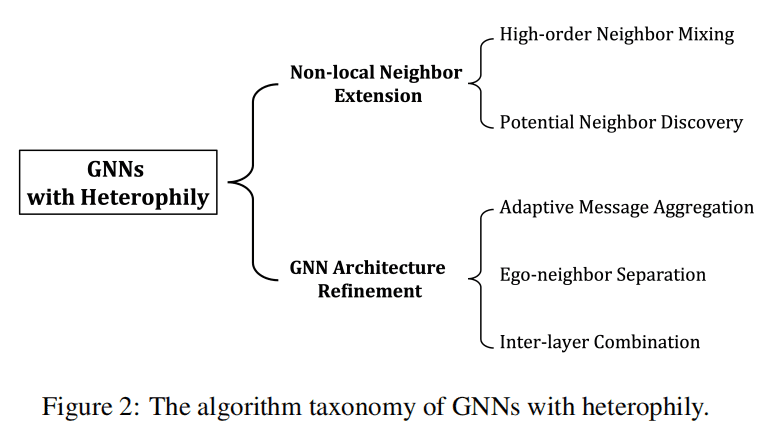 GNNs
with Heterophily
Non-local Neighbor
Extension
High-order Neighbor Mixing
Potential Neighbor Discovery
GNN Architecture
Refinement
Adaptive Message Aggregation
Ego-neighbor Separation
Inter-layer Combination
Figure 2: The algorithm taxonomy of GNNs with heterophily.